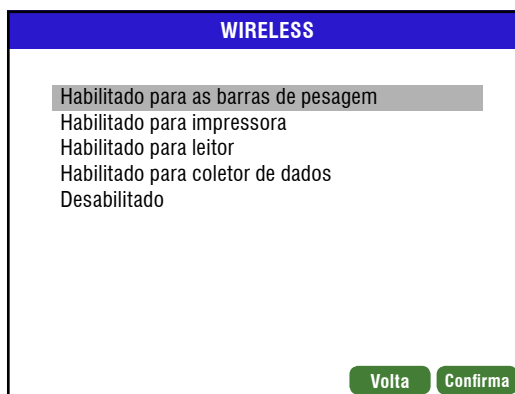 WIRELESS
Habilitado para as barras de pesagem
Habilitado para impressora
Habilitado para leitor
Habilitado para coletor de dados
Desabilitado
Volta Confirma